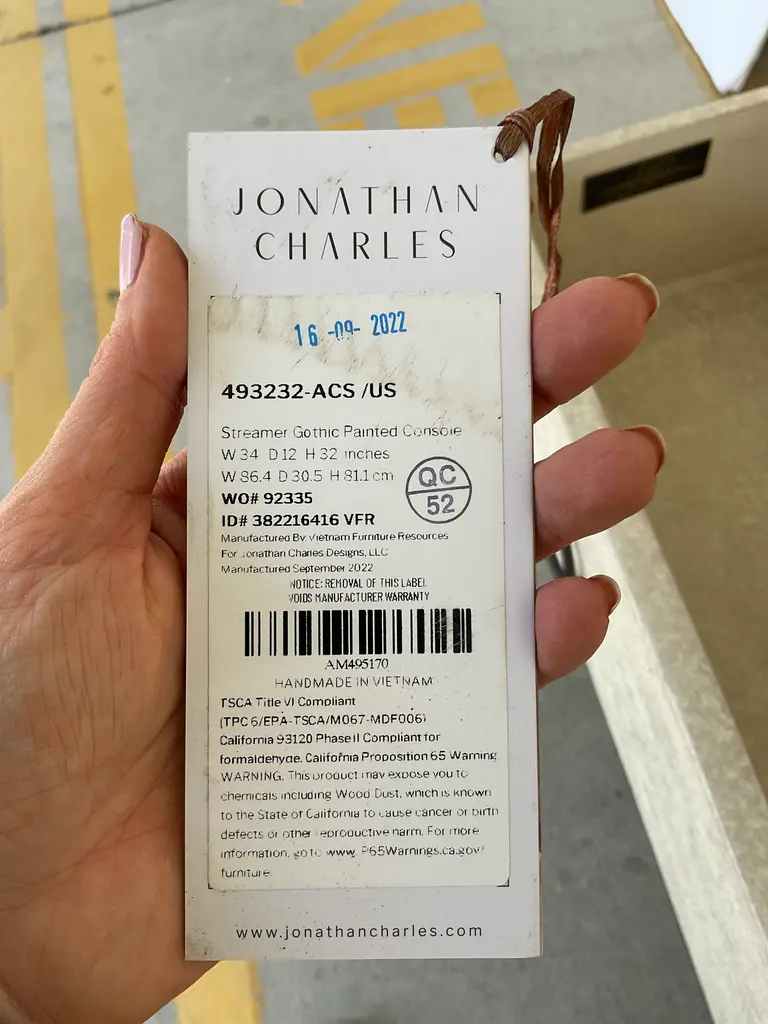 JONATHAN
CHARLES
16 -09- 2022
493232-ACS /US
Streamer Gothic Painted Console
W 34 D 12 H 32 inches
W 86.4 D 30.5 H 81.1 cm
QC
52
WO# 92335
ID# 382216416 VFR
Manufactured By: Vietnam Furniture Resources
For Jonathan Charles Designs, LLC
Manufactured September 2022
NOTICE: REMOVAL OF THIS LABEL
VOIDS MANUFACTURER WARRANTY
AM495170
HANDMADE IN VIETNAM
TSCA Title VI Compliant
(TPC 6/EPA-TSCA/M067-MDF006)
California 93120 Phase II Compliant for
formaldehyde. California Proposition 65 Warning
WARNING. This product may expose you to
chemicals including Wood Dust, which is known
to the State of California to cause cancer or birth
defects or other reproductive harm. For more
information, go to www. P65Warnings.ca.gov/
furniture.
www.jonathancharles.com